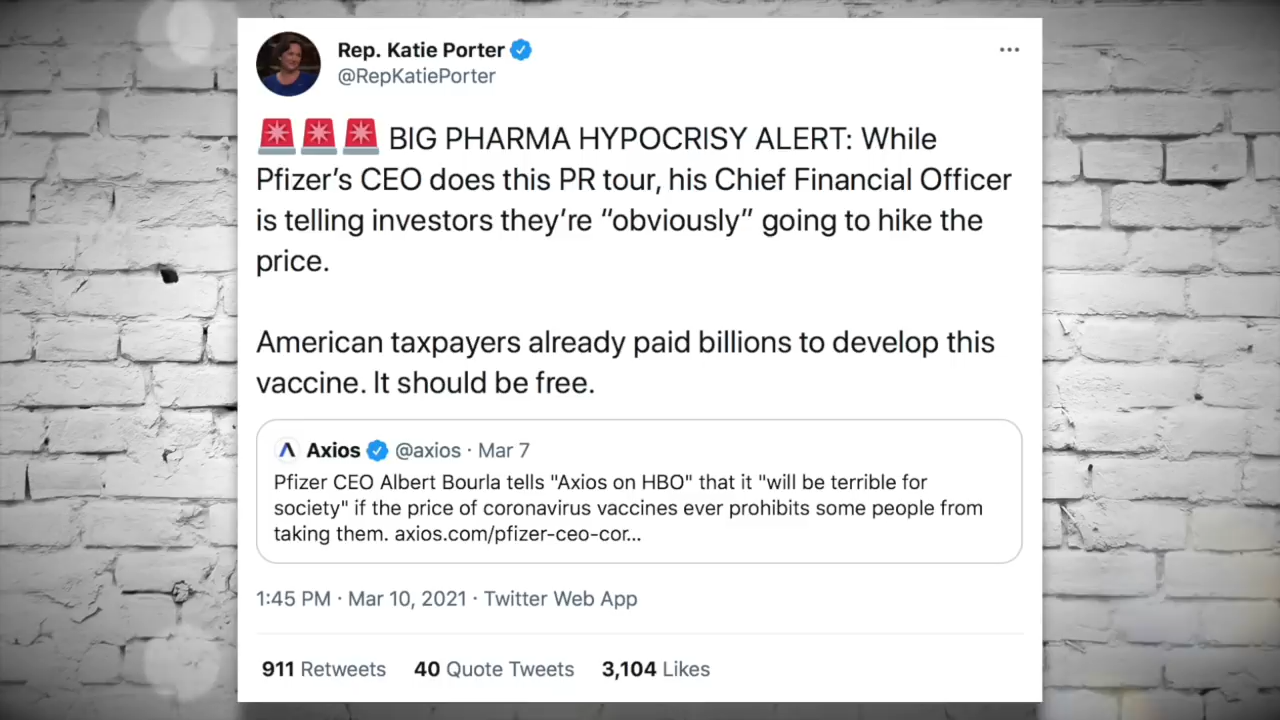 Rep. Katie Porter
@RepKatiePorter
🚨🚨🚨 BIG PHARMA HYPOCRISY ALERT: While
Pfizer’s CEO does this PR tour, his Chief Financial Officer
is telling investors they’re “obviously” going to hike the
price.
American taxpayers already paid billions to develop this
vaccine. It should be free.
Axios @axios · Mar 7
Pfizer CEO Albert Bourla tells "Axios on HBO" that it "will be terrible for
society" if the price of coronavirus vaccines ever prohibits some people from
taking them. axios.com/pfizer-ceo-cor...
1:45 PM · Mar 10, 2021 · Twitter Web App
911 Retweets 40 Quote Tweets 3,104 Likes